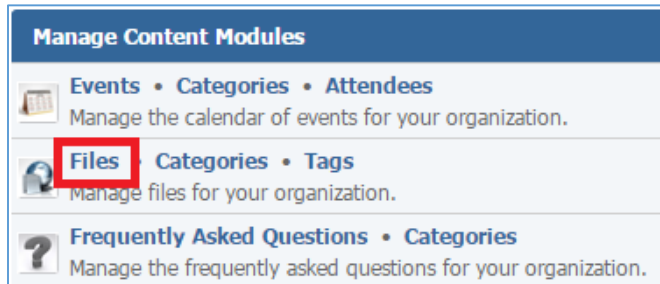 Manage Content Modules
Events • Categories • Attendees
Manage the calendar of events for your organization.
Files • Categories • Tags
Manage files for your organization.
Frequently Asked Questions • Categories
Manage the frequently asked questions for your organization.